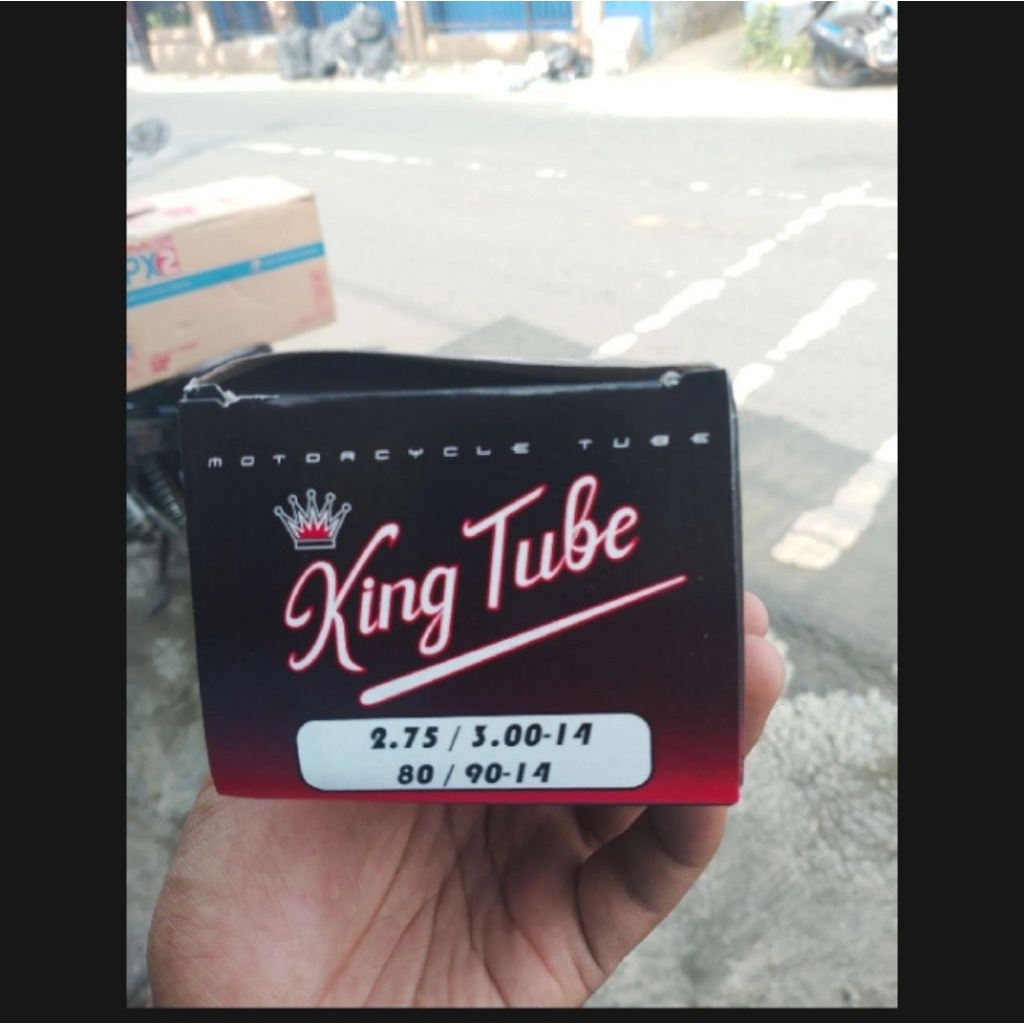 MOTORCYCLE TUBE
King Tube
2.75 / 3.00-14
80 / 90-14